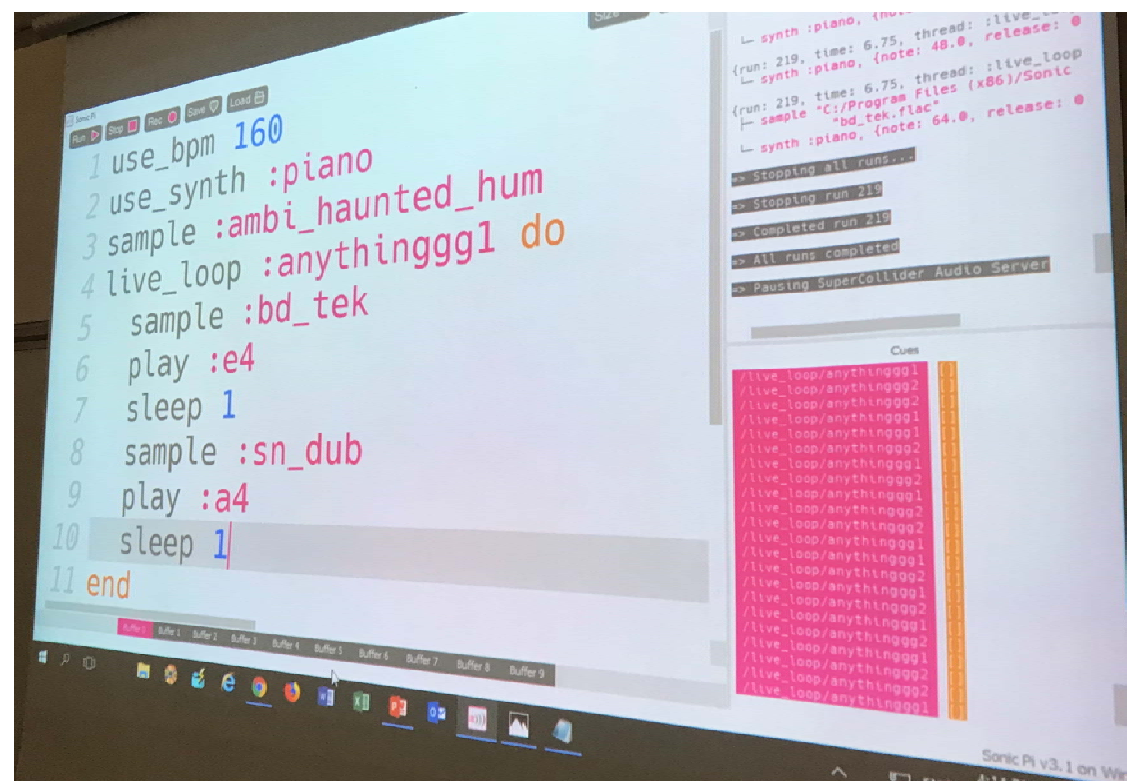 Size
Sonic Pi
Run Stop Rec Save Load
1 use_bpm 160
2 use_synth :piano
3 sample :ambi_haunted_hum
4 live_loop :anythinggg1 do
5 sample :bd_tek
6 play :e4
7 sleep 1
8 sample :sn_dub
9 play :a4
10 sleep 1
11 end
Buffer 0 Buffer 1 Buffer 2 Buffer 3 Buffer 4 Buffer 5 Buffer 6 Buffer 7 Buffer 8 Buffer 9
synth :piano,
{run: 219, time: 6.75, thread: :live_loop
synth :piano, {note: 48.0, release: 0
{run: 219, time: 6.75, thread: :live_loop
sample "C:/Program Files (x86)/Sonic
"bd_tek.flac"
synth :piano, {note: 64.0, release: 0
=> Stopping all runs...
=> Stopping run 219
=> Completed run 219
=> All runs completed
=> Pausing SuperCollider Audio Server
Cues
/live_loop/anythinggg1 []
/live_loop/anythinggg2 []
/live_loop/anythinggg2 []
/live_loop/anythinggg1 []
/live_loop/anythinggg1 []
/live_loop/anythinggg2 []
/live_loop/anythinggg1 []
/live_loop/anythinggg2 []
/live_loop/anythinggg1 []
/live_loop/anythinggg2 []
/live_loop/anythinggg2 []
/live_loop/anythinggg1 []
/live_loop/anythinggg1 []
/live_loop/anythinggg2 []
/live_loop/anythinggg1 []
/live_loop/anythinggg2 []
/live_loop/anythinggg1 []
/live_loop/anythinggg2 []
/live_loop/anythinggg1 []
/live_loop/anythinggg2 []
/live_loop/anythinggg2 []
/live_loop/anythinggg1 []
Sonic Pi v3.1 on Win